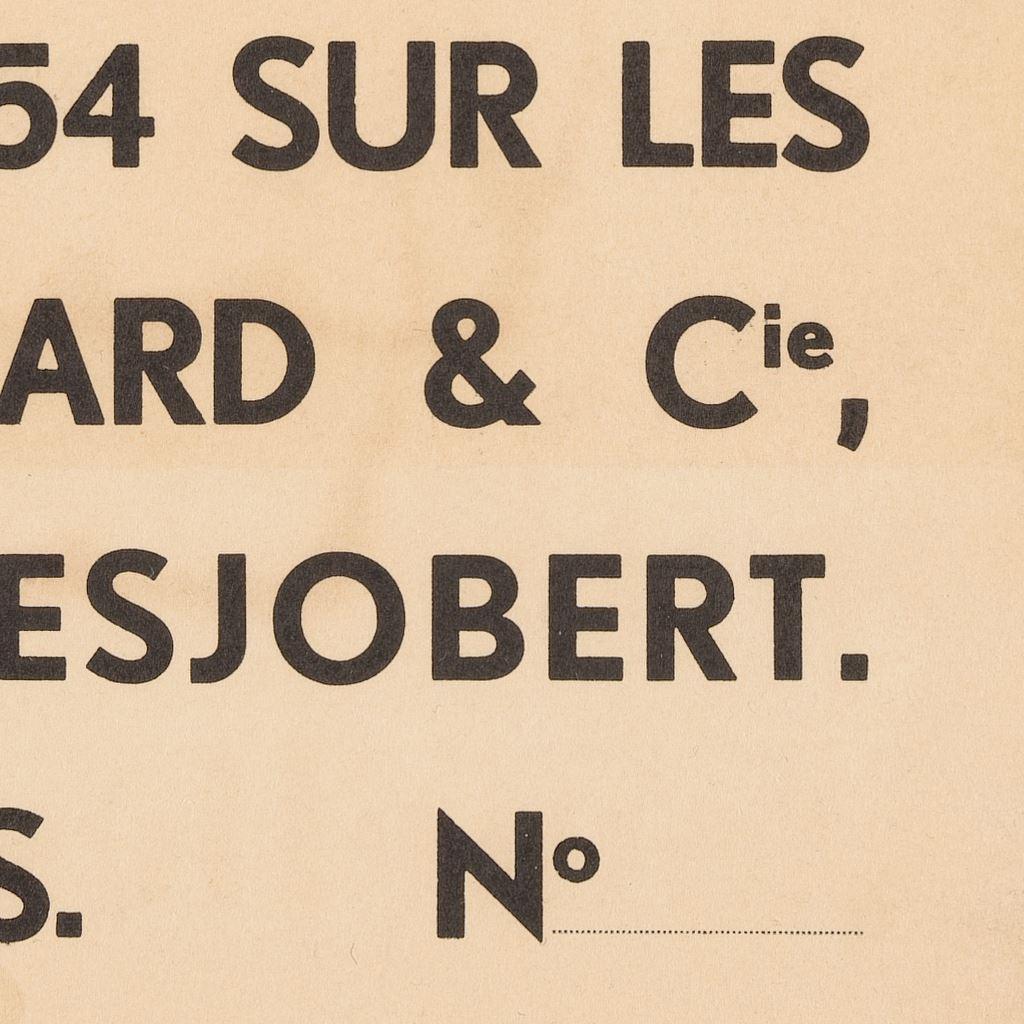 54 SUR LES
ARD & Cie,
ESJOBERT.
S. No